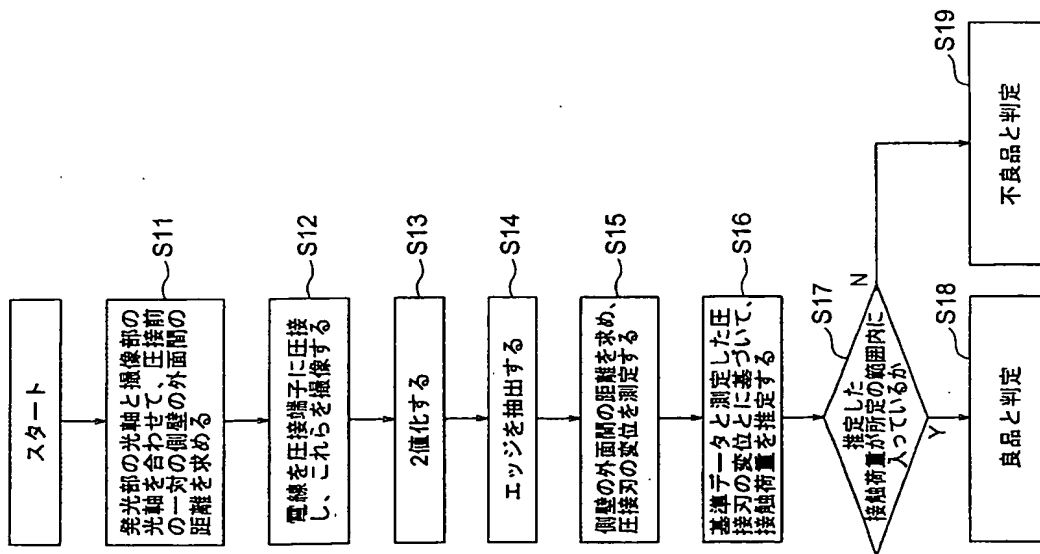 スタート
発光部の光軸と撮像部の
光軸を合わせて、圧接前
の一対の側壁の外面間の
距離を求める
S11
電線を圧接端子に圧接
し、これらを撮像する
S12
2値化する
S13
エッジを抽出する
S14
側壁の外面間の距離を求め、
圧接刃の変位を測定する
S15
基準データと測定した圧
接刃の変位とに基づいて、
接触荷重を推定する
S16
推定した
接触荷重が所定の範囲内に
入っているか
S17
N
Y
良品と判定
S18
不良品と判定
S19